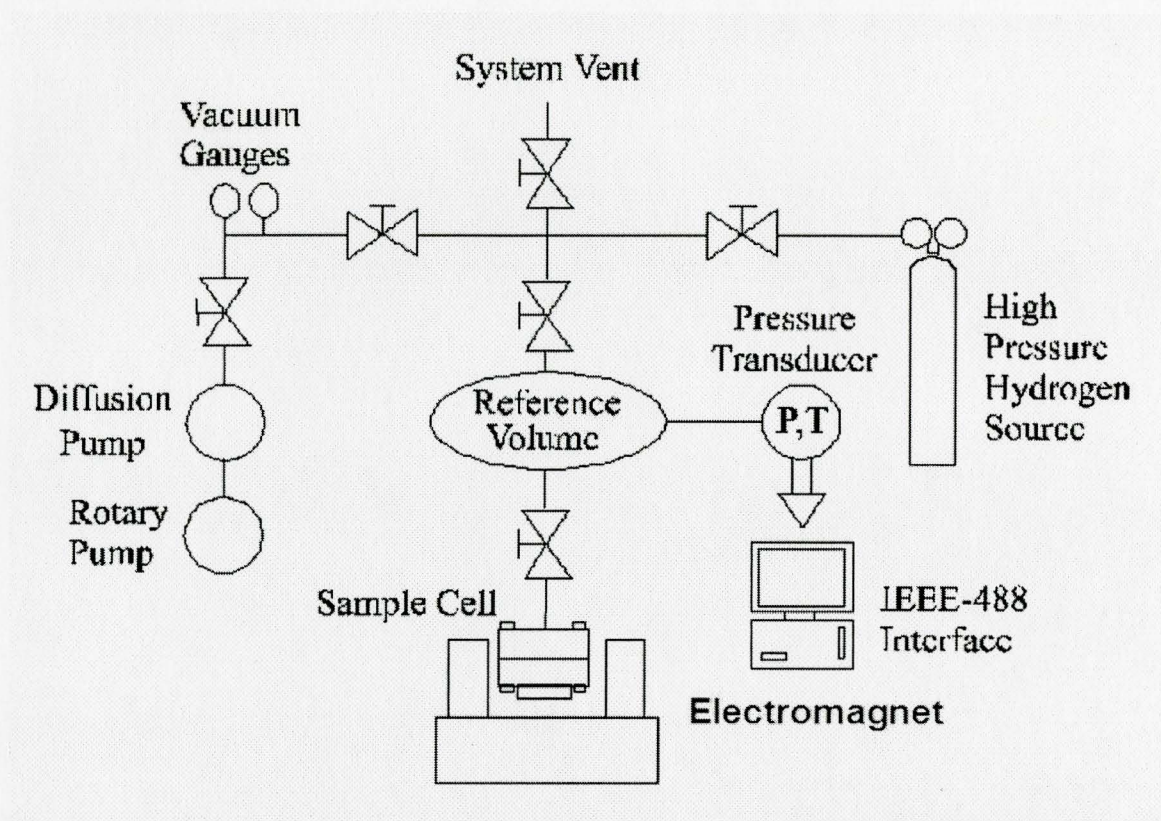 System Vent
Vacuum
Gauges
High
Pressure
Hydrogen
Source
Pressure
Transducer
Diffusion
Pump
Reference
Volume
P,T
Rotary
Pump
Sample Cell
IEEE-488
Interface
Electromagnet